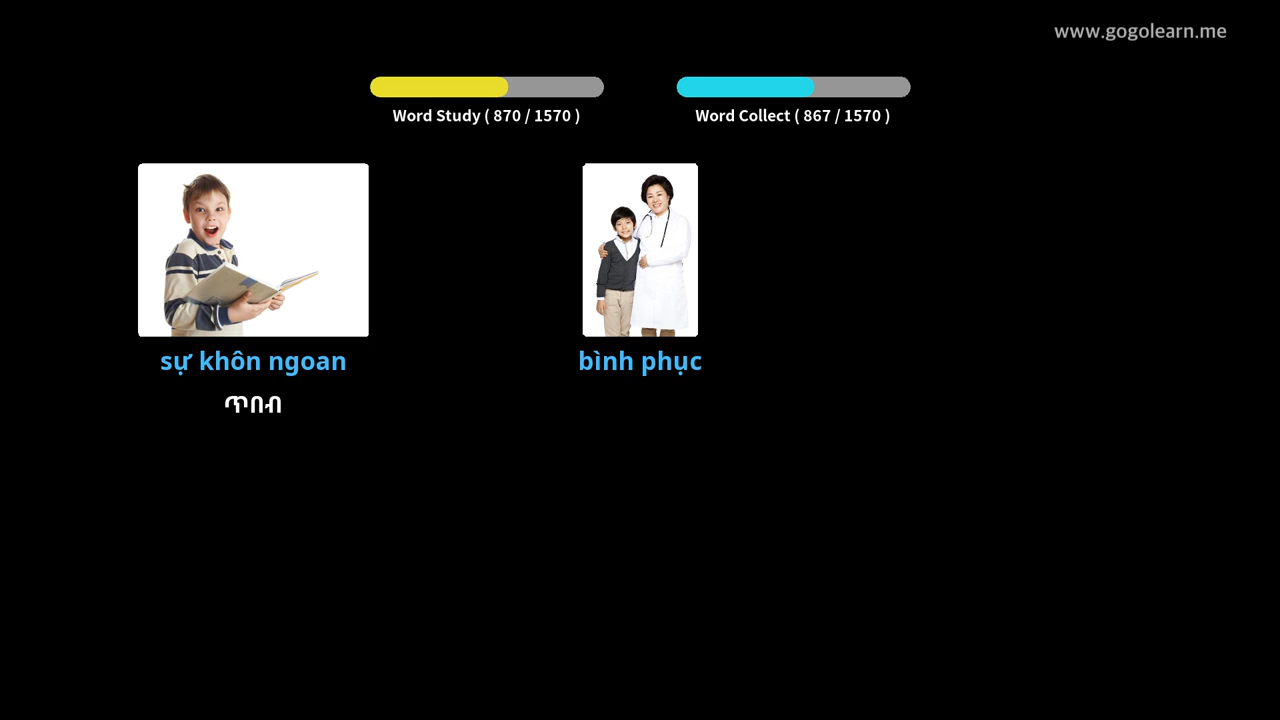 www.gogolearn.me
Word Study ( 870 / 1570 )
Word Collect ( 867 / 1570 )
sự khôn ngoan
ጥበብ
bình phục